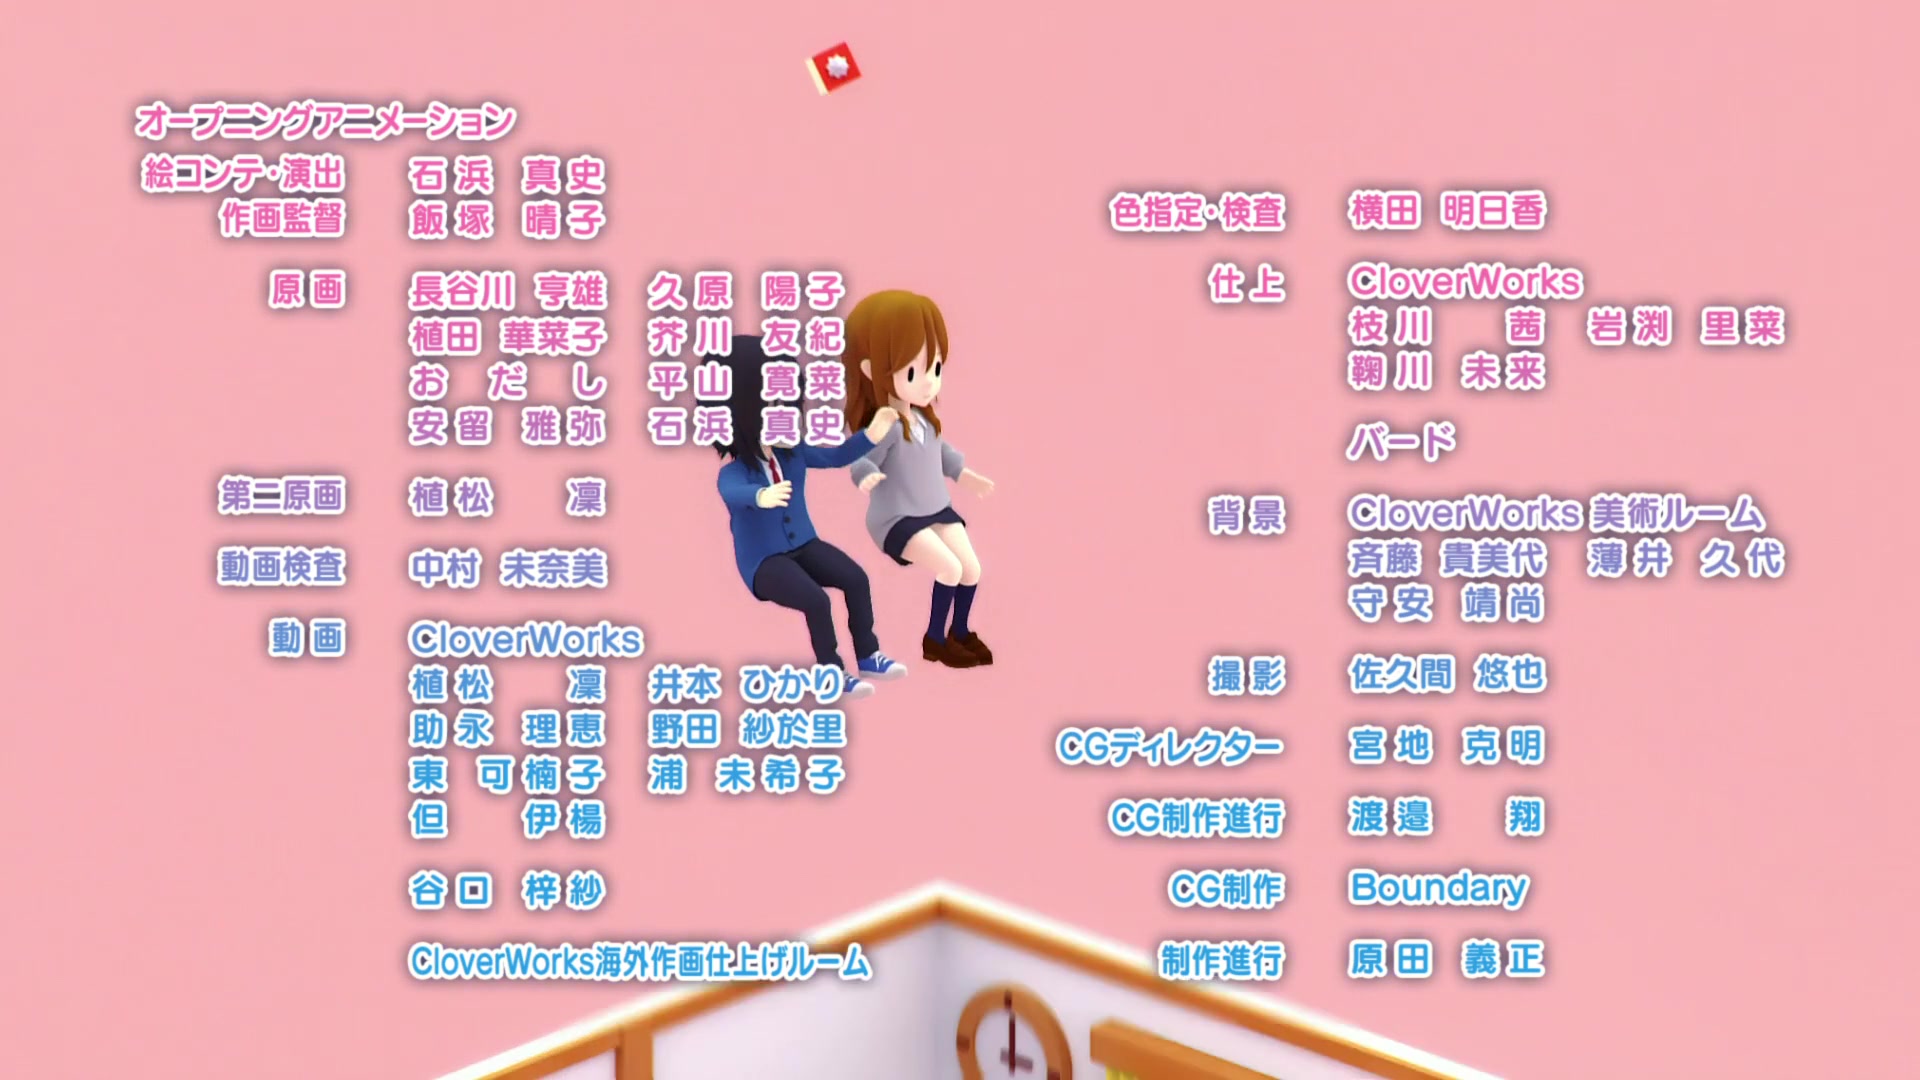 オープニングアニメーション
絵コンテ・演出 石浜 真史
作画監督 飯塚 晴子
原画 長谷川 亨雄 久原 陽子
植田 華菜子 芥川 友紀
おだし 平山 寛菜
安留 雅弥 石浜 真史
第二原画 植松 凜
動画検査 中村 未奈美
動画 CloverWorks
植松 凜 井本 ひかり
助永 理恵 野田 紗於里
東 可楠子 浦 未希子
但 伊楊
谷口 梓紗
CloverWorks海外作画仕上げルーム
色指定・検査 横田 明日香
仕上 CloverWorks
枝川 茜 岩渕 里菜
鞠川 未来
バード
背景 CloverWorks 美術ルーム
斉藤 貴美代 薄井 久代
守安 靖尚
撮影 佐久間 悠也
CGディレクター 宮地 克明
CG制作進行 渡邉 翔
CG制作 Boundary
制作進行 原田 義正